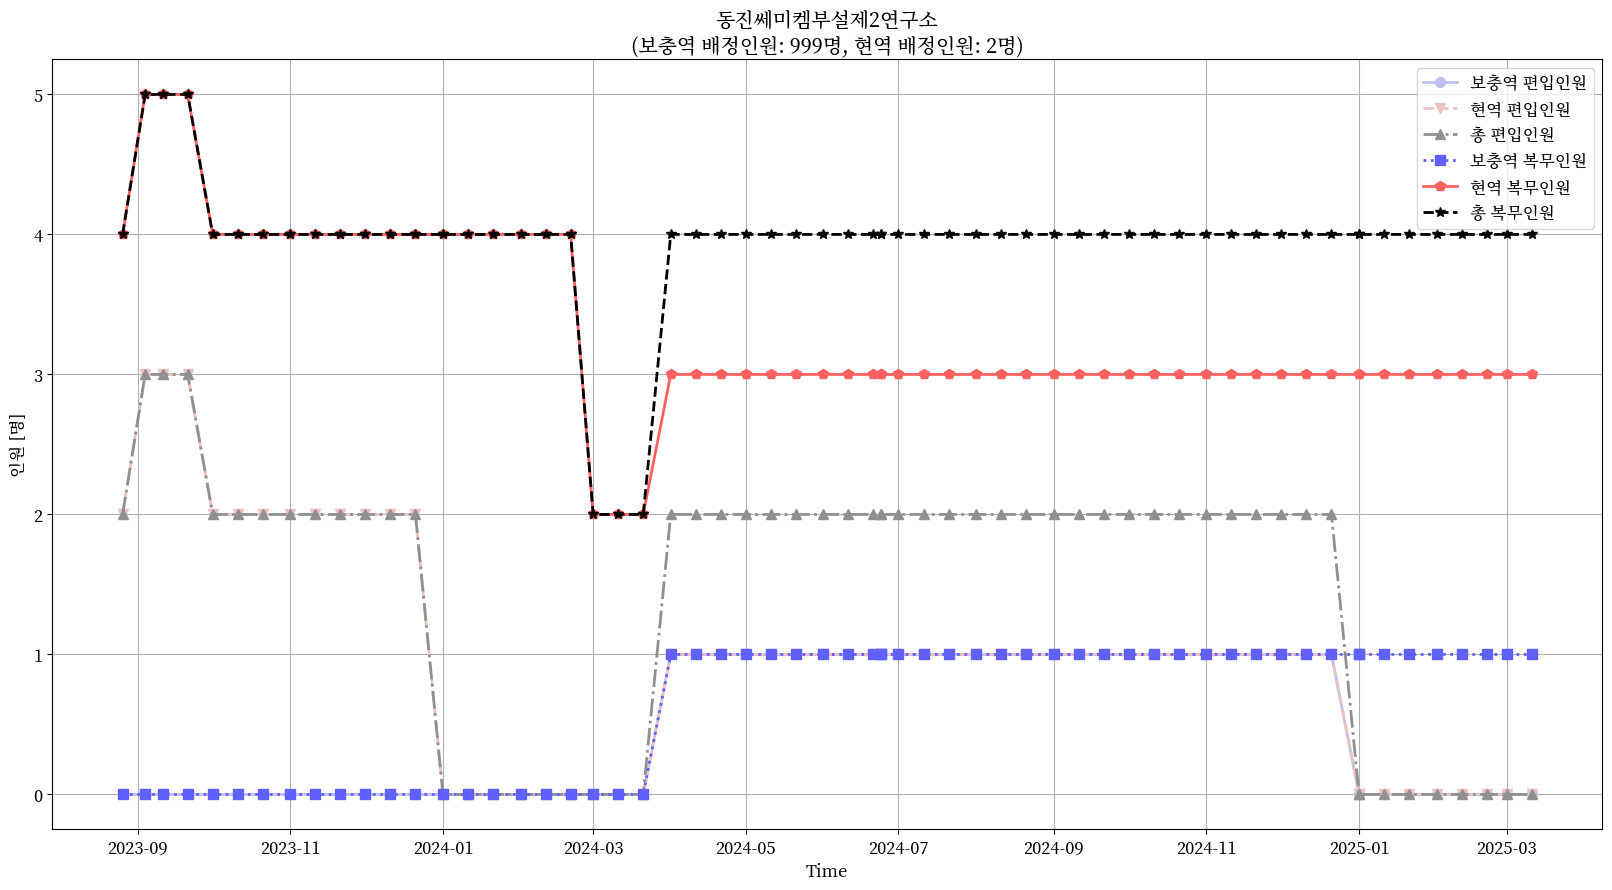 동진쎄미켐부설제2연구소
(보충역 배정인원: 999명, 현역 배정인원: 2명)
보충역 편입인원
현역 편입인원
총 편입인원
보충역 복무인원
현역 복무인원
총 복무인원
인원 [명]
5
4
3
2
1
0
2023-09
2023-11
2024-01
2024-03
2024-05
2024-07
2024-09
2024-11
2025-01
2025-03
Time